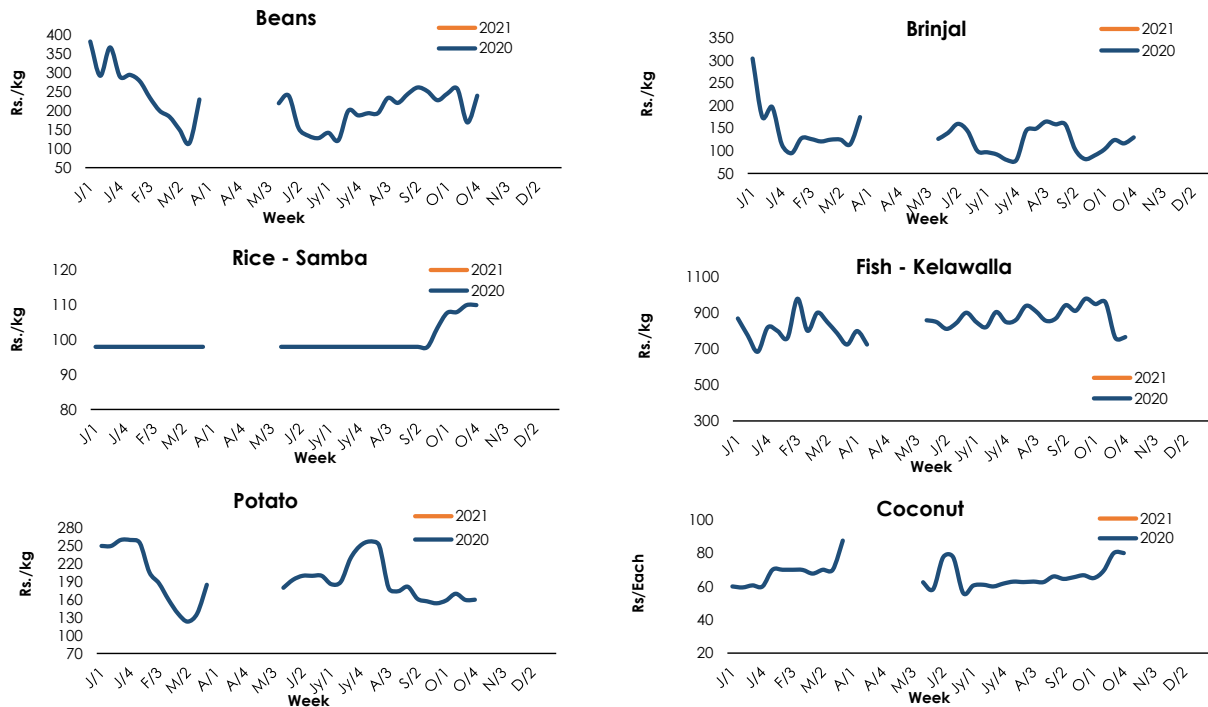 Beans
2021
2020
Rs./kg
400
350
300
250
200
150
100
50
J/1 J/4 F/3 M/2 A/1 A/4 M/3 J/2 Jy/1 Jy/4 A/3 S/2 O/1 O/4 N/3 D/2
Week
Brinjal
2021
2020
Rs./kg
350
300
250
200
150
100
50
J/1 J/4 F/3 M/2 A/1 A/4 M/3 J/2 Jy/1 Jy/4 A/3 S/2 O/1 O/4 N/3 D/2
Week
Rice - Samba
2021
2020
Rs./kg
120
110
100
90
80
J/1 J/4 F/3 M/2 A/1 A/4 M/3 J/2 Jy/1 Jy/4 A/3 S/2 O/1 O/4 N/3 D/2
Week
Fish - Kelawalla
2021
2020
Rs./kg
1100
900
700
500
300
J/1 J/4 F/3 M/2 A/1 A/4 M/3 J/2 Jy/1 Jy/4 A/3 S/2 O/1 O/4 N/3 D/2
Week
Potato
2021
2020
Rs./kg
280
250
220
190
160
130
100
70
J/1 J/4 F/3 M/2 A/1 A/4 M/3 J/2 Jy/1 Jy/4 A/3 S/2 O/1 O/4 N/3 D/2
Week
Coconut
2021
2020
Rs/Each
100
80
60
40
20
J/1 J/4 F/3 M/2 A/1 A/4 M/3 J/2 Jy/1 Jy/4 A/3 S/2 O/1 O/4 N/3 D/2
Week